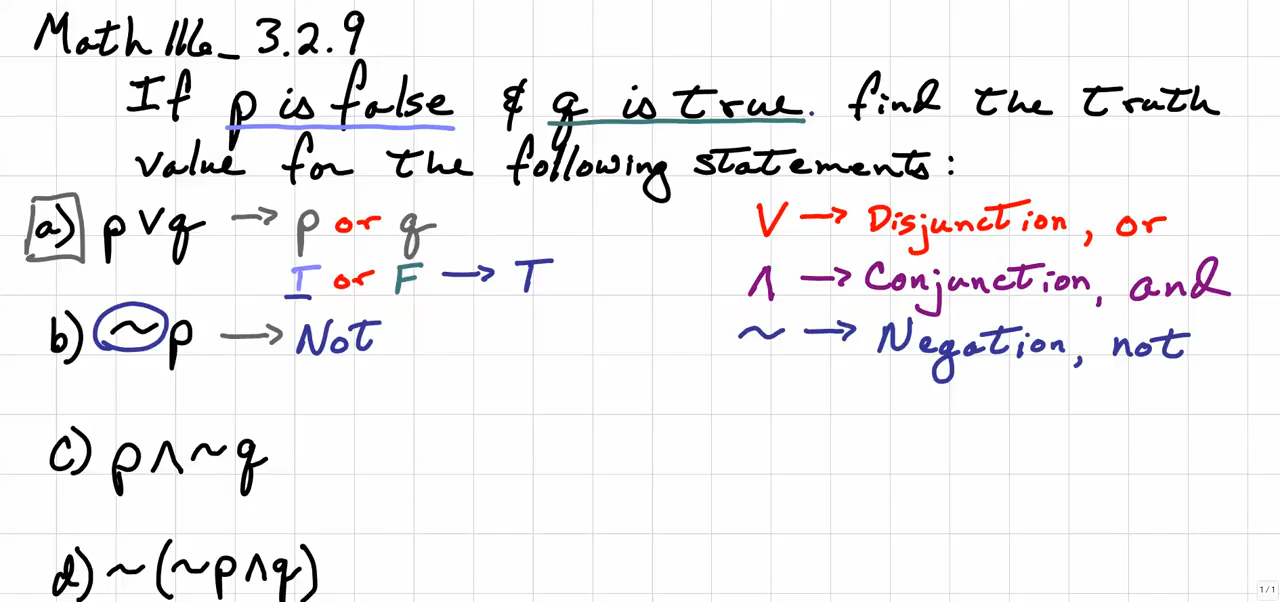 Math 116_3.2.9
If p is false & q is true. find the truth
value for the following statements:
a) p ∨ q → p or q
T or F → T
b) ~p → Not
c) p ∧ ~q
d) ~(~p ∧ q)
∨ → Disjunction, or
∧ → Conjunction, and
~ → Negation, not
1/1